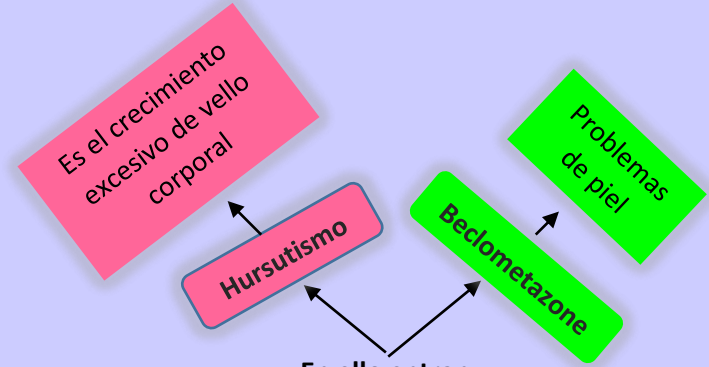 Es el crecimiento
excesivo de vello
corporal
Problemas
de piel
Hursutismo
Beclometazone